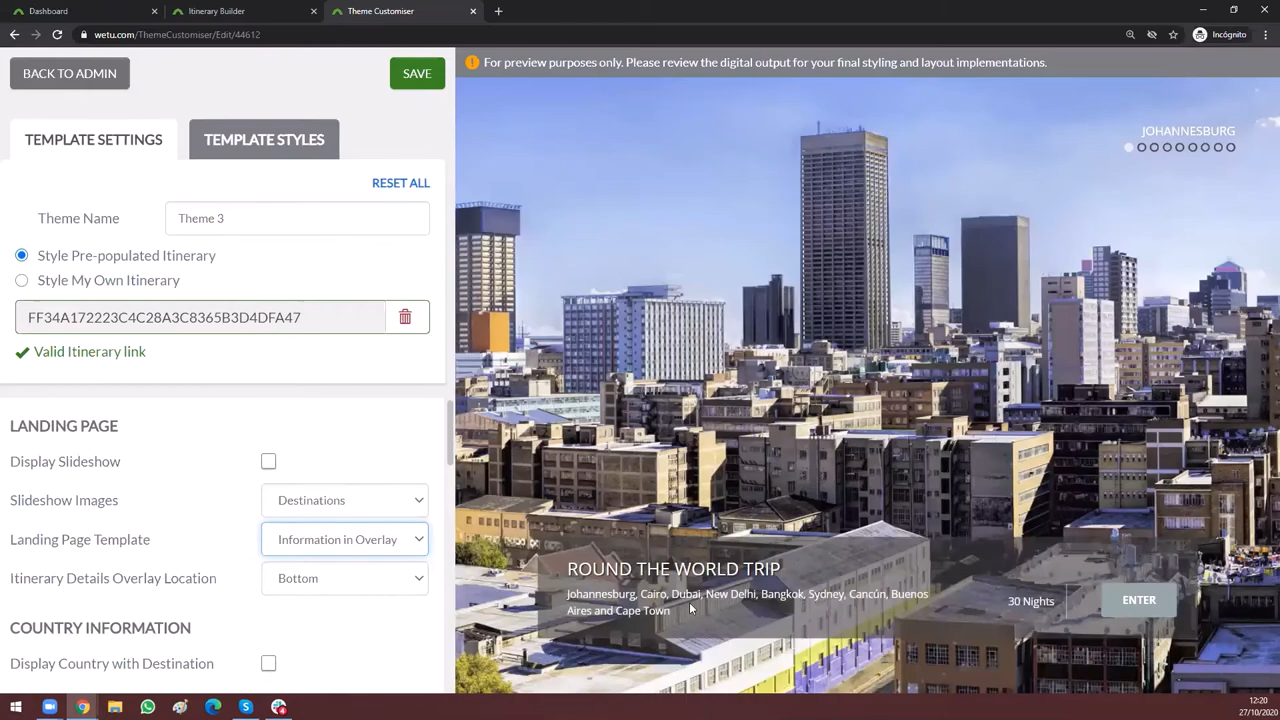 Dashboard
Itinerary Builder
Theme Customiser
wetu.com/ThemeCustomiser/Edit/44612
Incógnito
BACK TO ADMIN
SAVE
For preview purposes only. Please review the digital output for your final styling and layout implementations.
TEMPLATE SETTINGS
TEMPLATE STYLES
RESET ALL
Theme Name
Theme 3
Style Pre-populated Itinerary
Style My Own Itinerary
FF34A172223C4C28A3C8365B3D4DFA47
Valid Itinerary link
LANDING PAGE
Display Slideshow
Slideshow Images
Destinations
Landing Page Template
Information in Overlay
Itinerary Details Overlay Location
Bottom
COUNTRY INFORMATION
Display Country with Destination
JOHANNESBURG
ROUND THE WORLD TRIP
Johannesburg, Cairo, Dubai, New Delhi, Bangkok, Sydney, Cancún, Buenos
Aires and Cape Town
30 Nights
ENTER
12:20
27/10/2020